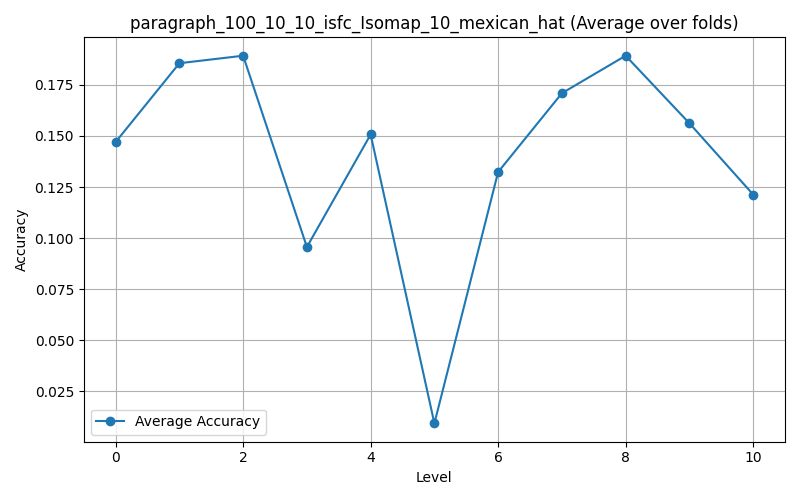 paragraph_100_10_10_isfc_Isomap_10_mexican_hat (Average over folds)
Accuracy
0.175
0.150
0.125
0.100
0.075
0.050
0.025
Average Accuracy
0 2 4 6 8 10
Level